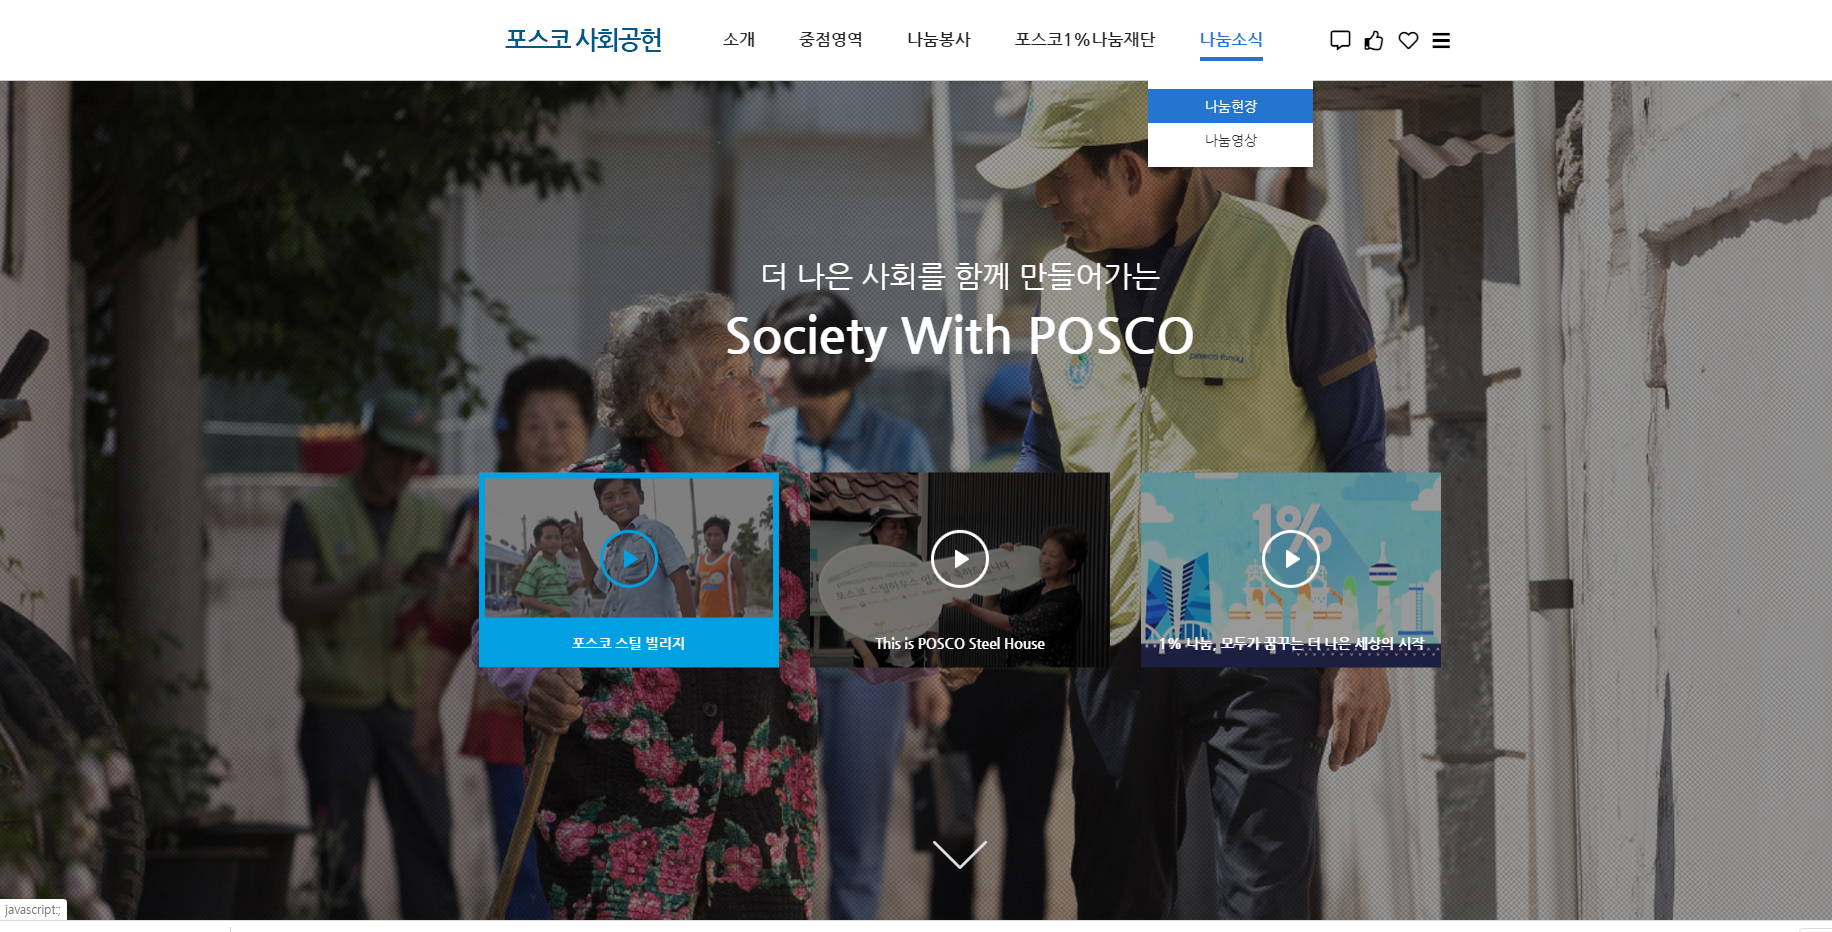 포스코 사회공헌
소개
중점영역
나눔봉사
포스코1%나눔재단
나눔소식
나눔현장
나눔영상
더 나은 사회를 함께 만들어가는
Society With POSCO
posco family
1%
포스코 스틸 빌리지
This is POSCO Steel House
1% 나눔, 모두가 꿈꾸는 더 나은 세상의 시작
javascript:;